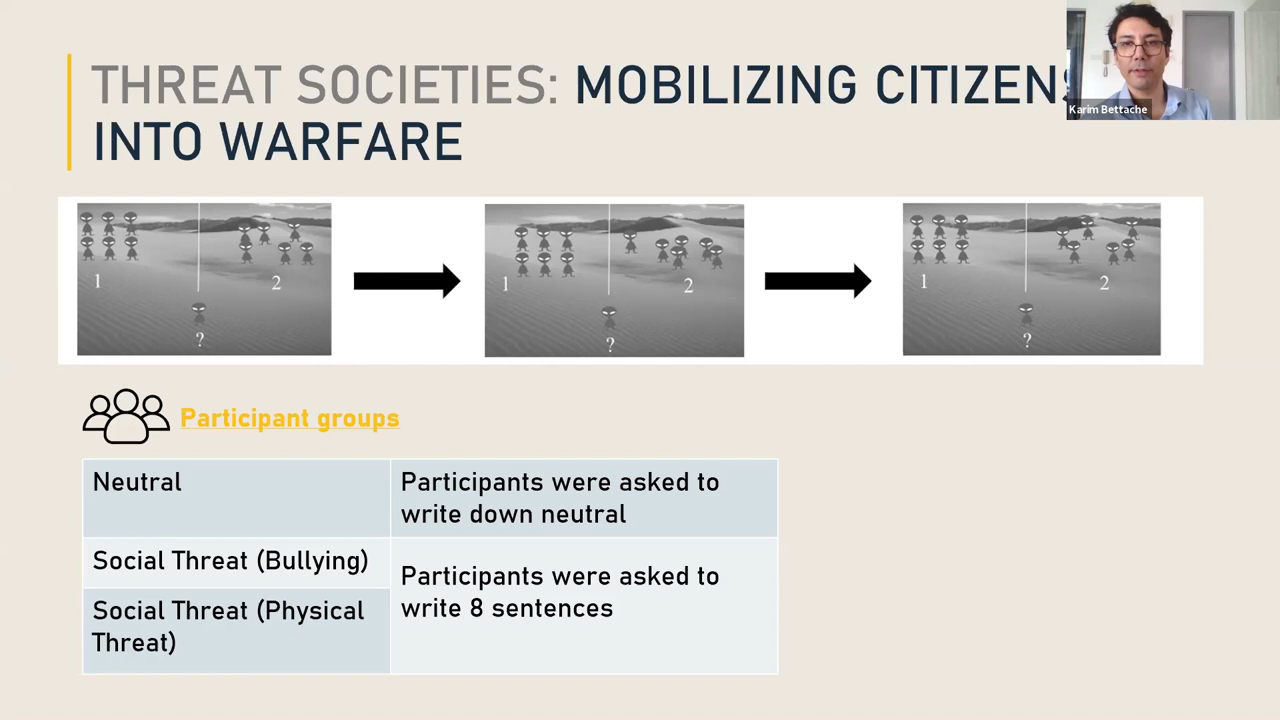 THREAT SOCIETIES: MOBILIZING CITIZENS
INTO WARFARE
Karim Bettache
1
2
?
1
2
?
1
2
?
Participant groups
Neutral
Participants were asked to
write down neutral
Social Threat (Bullying)
Participants were asked to
write 8 sentences
Social Threat (Physical
Threat)